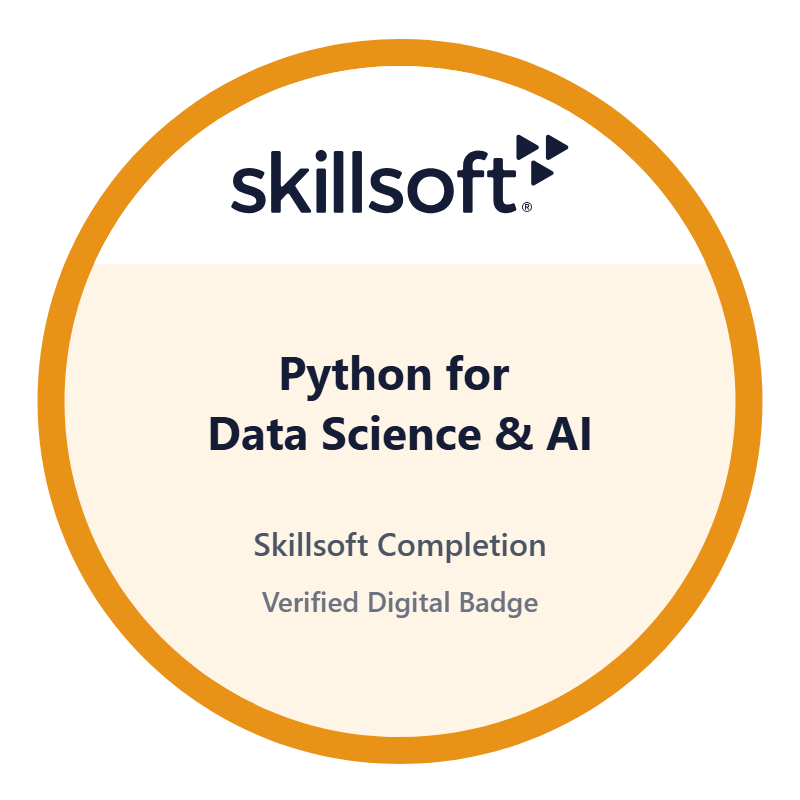 skillsoft®
Python for
Data Science & AI
Skillsoft Completion
Verified Digital Badge